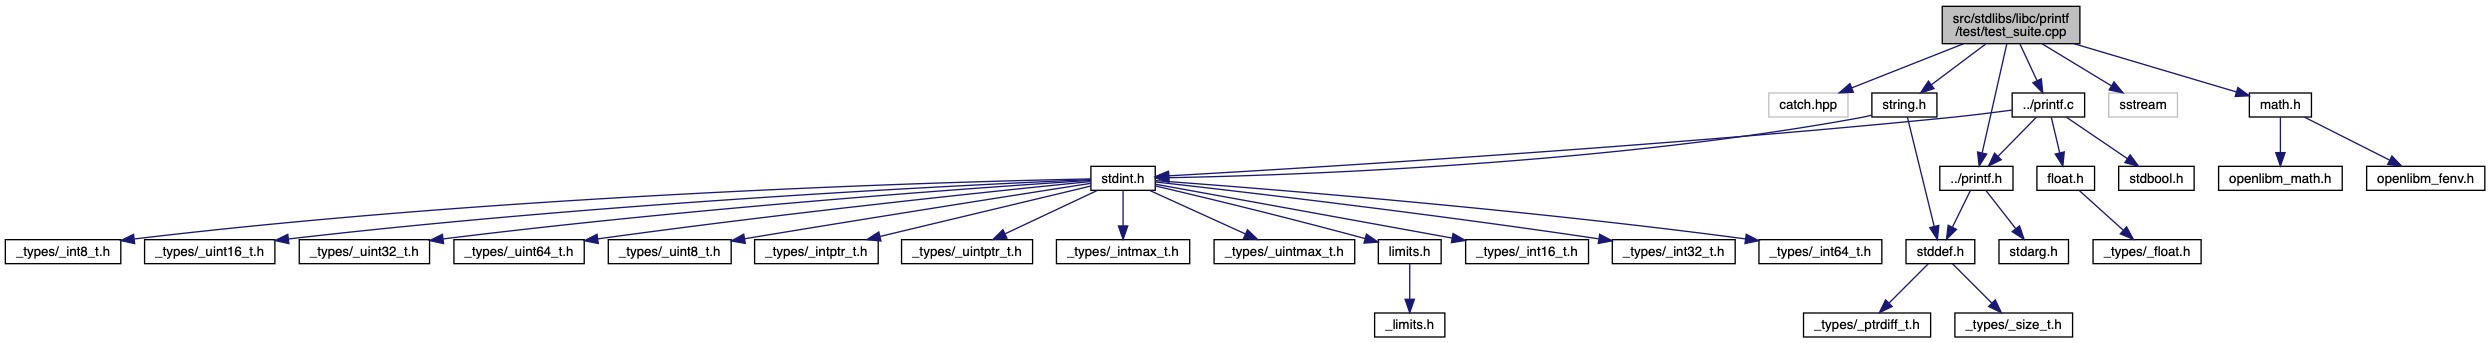 src/stdlibs/libc/printf
/test/test_suite.cpp
catch.hpp
string.h
../printf.c
sstream
math.h
stdint.h
../printf.h
float.h
stdbool.h
openlibm_math.h
openlibm_fenv.h
_types/_int8_t.h
_types/_uint16_t.h
_types/_uint32_t.h
_types/_uint64_t.h
_types/_uint8_t.h
_types/_intptr_t.h
_types/_uintptr_t.h
_types/_intmax_t.h
_types/_uintmax_t.h
limits.h
_types/_int16_t.h
_types/_int32_t.h
_types/_int64_t.h
stddef.h
stdarg.h
_types/_float.h
_limits.h
_types/_ptrdiff_t.h
_types/_size_t.h